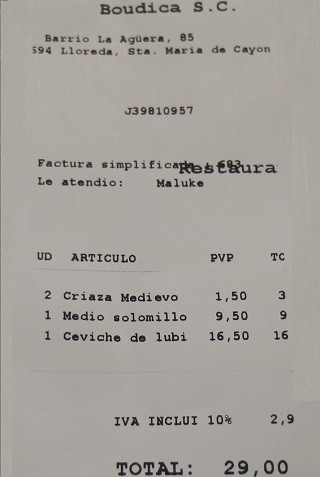 Boudica S.C.
Barrio La Agüera, 85
594 Lloreda, Sta. Maria de Cayon
J39810957
Factura simplificada : 683
Restaura
Le atendio: Maluke
UD ARTICULO PVP TC
2 Criaza Medievo 1,50 3
1 Medio solomillo 9,50 9
1 Ceviche de lubi 16,50 16
IVA INCLUI 10% 2,9
TOTAL: 29,00